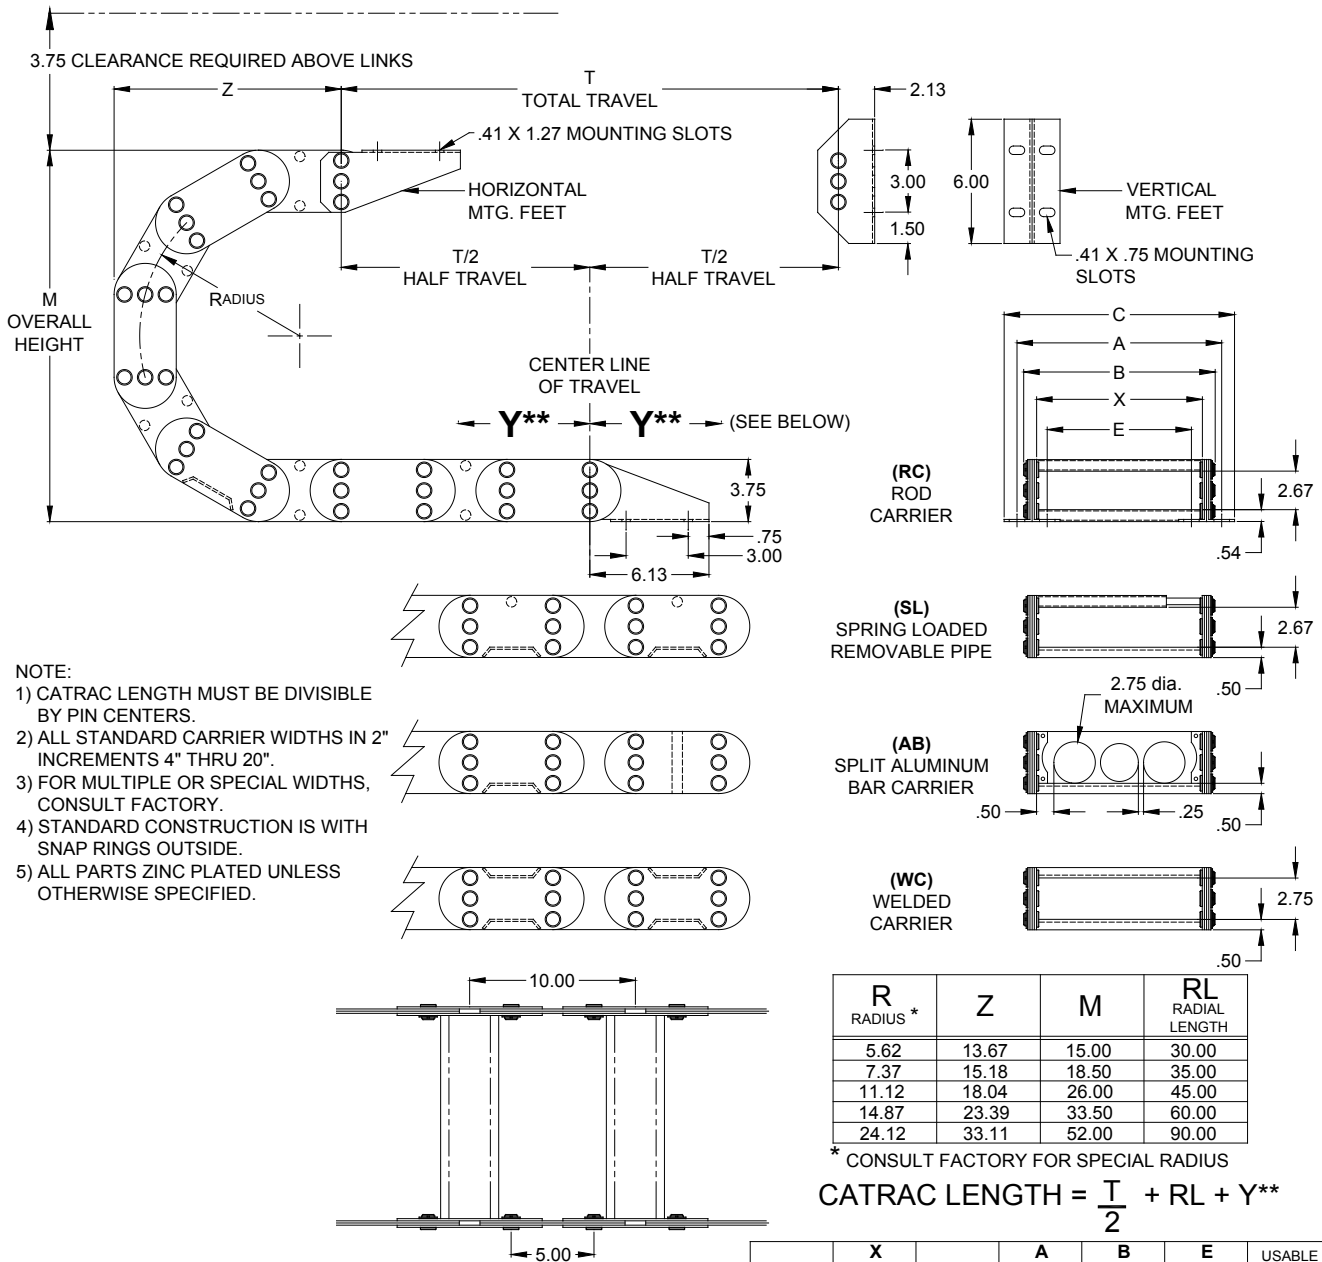 3.75 CLEARANCE REQUIRED ABOVE LINKS
Z
T
TOTAL TRAVEL
2.13
.41 X 1.27 MOUNTING SLOTS
HORIZONTAL
MTG. FEET
3.00
1.50
6.00
VERTICAL
MTG. FEET
.41 X .75 MOUNTING
SLOTS
T/2
HALF TRAVEL
T/2
HALF TRAVEL
RADIUS
M
OVERALL
HEIGHT
CENTER LINE
OF TRAVEL
Y**
Y**
(SEE BELOW)
3.75
.75
3.00
6.13
C
A
B
X
E
(RC)
ROD
CARRIER
2.67
.54
(SL)
SPRING LOADED
REMOVABLE PIPE
2.67
.50
2.75 dia.
MAXIMUM
(AB)
SPLIT ALUMINUM
BAR CARRIER
.50
.25
.50
(WC)
WELDED
CARRIER
2.75
.50
NOTE:
1) CATRAC LENGTH MUST BE DIVISIBLE
BY PIN CENTERS.
2) ALL STANDARD CARRIER WIDTHS IN 2"
INCREMENTS 4" THRU 20".
3) FOR MULTIPLE OR SPECIAL WIDTHS,
CONSULT FACTORY.
4) STANDARD CONSTRUCTION IS WITH
SNAP RINGS OUTSIDE.
5) ALL PARTS ZINC PLATED UNLESS
OTHERWISE SPECIFIED.
10.00
5.00
R RADIUS * Z M RL RADIAL LENGTH
5.62 13.67 15.00 30.00
7.37 15.18 18.50 35.00
11.12 18.04 26.00 45.00
14.87 23.39 33.50 60.00
24.12 33.11 52.00 90.00
* CONSULT FACTORY FOR SPECIAL RADIUS
CATRAC LENGTH = T/2 + RL + Y**
X A B E USABLE